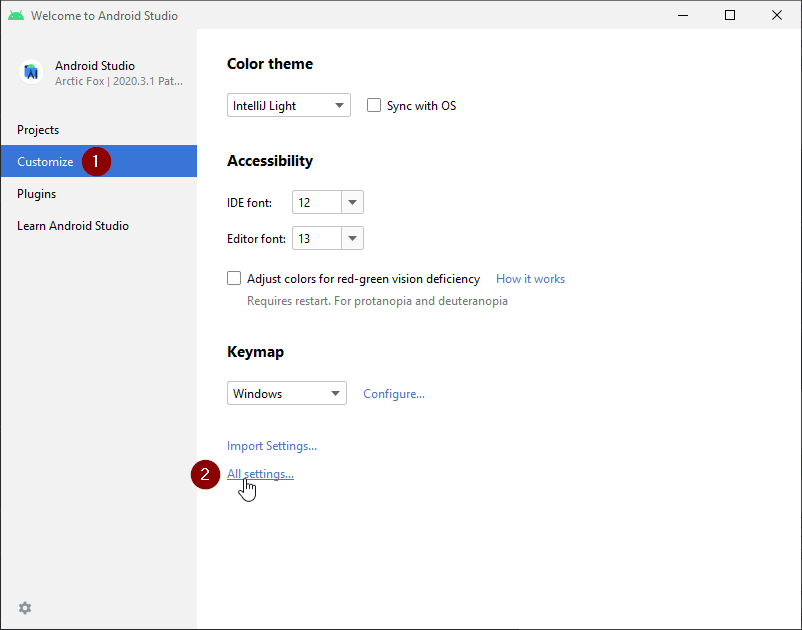 Welcome to Android Studio
Android Studio
Arctic Fox | 2020.3.1 Pat...
Projects
Customize 1
Plugins
Learn Android Studio
Color theme
IntelliJ Light Sync with OS
Accessibility
IDE font: 12
Editor font: 13
Adjust colors for red-green vision deficiency How it works
Requires restart. For protanopia and deuteranopia
Keymap
Windows Configure...
Import Settings...
2 All settings...